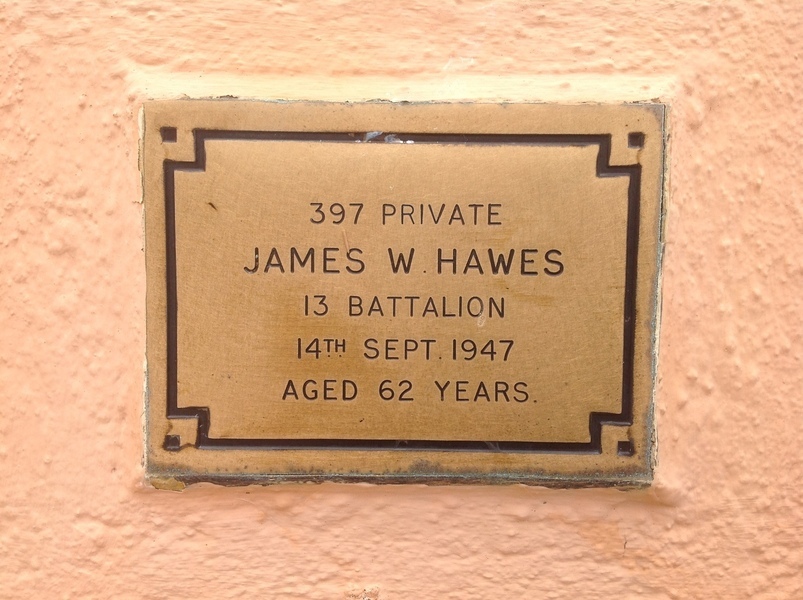 397 PRIVATE
JAMES W. HAWES
13 BATTALION
14TH SEPT. 1947
AGED 62 YEARS.